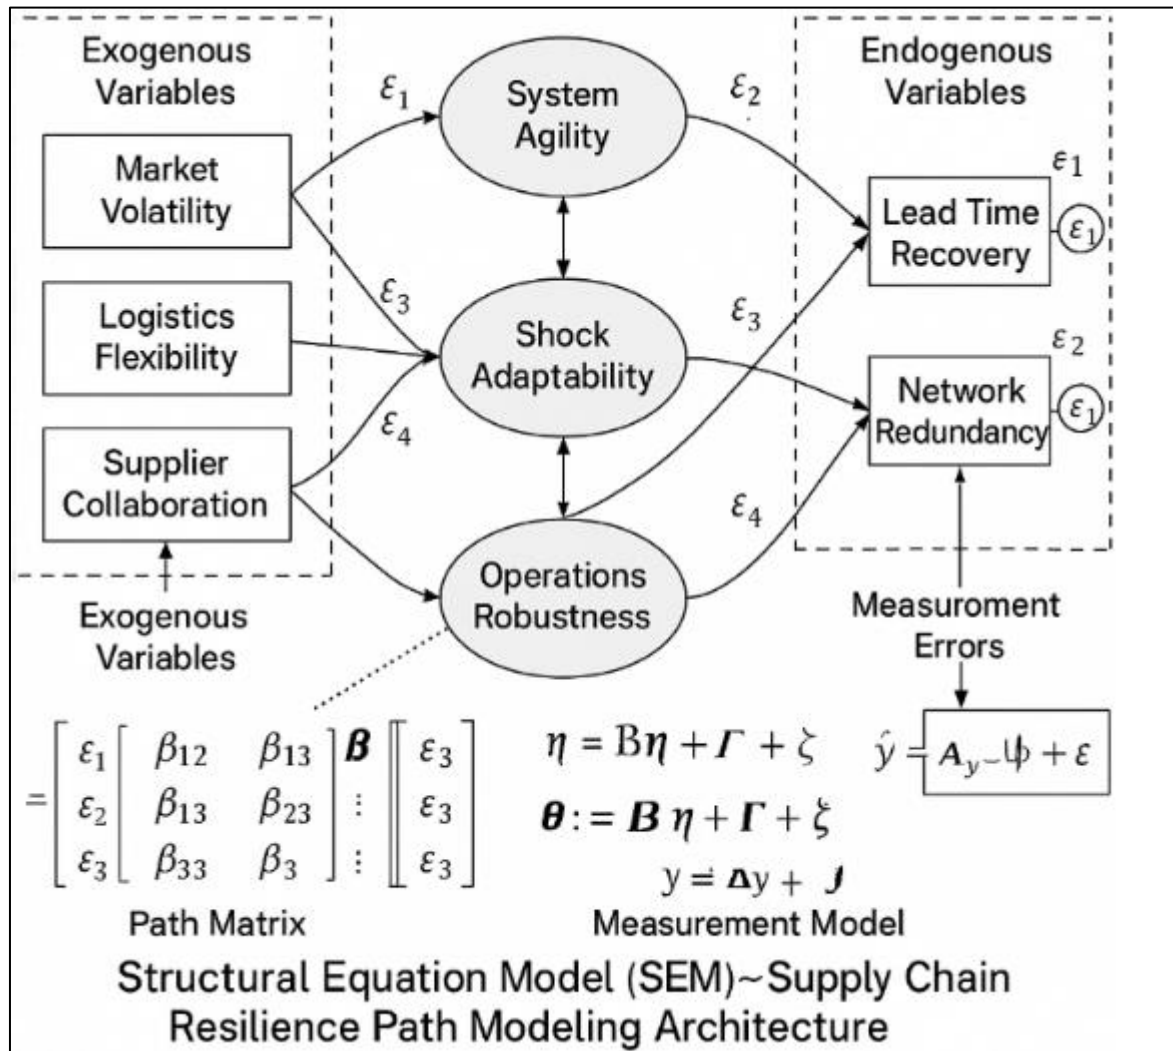 Exogenous
Variables
Market
Volatility
Logistics
Flexibility
Supplier
Collaboration
Exogenous
Variables
ε1
ε3
ε4
System
Agility
Shock
Adaptability
Operations
Robustness
ε2
ε3
ε4
Endogenous
Variables
Lead Time
Recovery
ε1
ε1
Network
Redundancy
ε2
ε1
Measuroment
Errors
ŷ = Ay– + ε
= [ε1 [β12 β13] β [[ε3]
ε2 β13 β23 ⋮ ε3
ε3 β33 β3 ⋮ ε3]
Path Matrix
η = Bη + Γ + ζ
θ := B η + Γ + ξ
y = Δy + J
Measurement Model
Structural Equation Model (SEM)~Supply Chain
Resilience Path Modeling Architecture